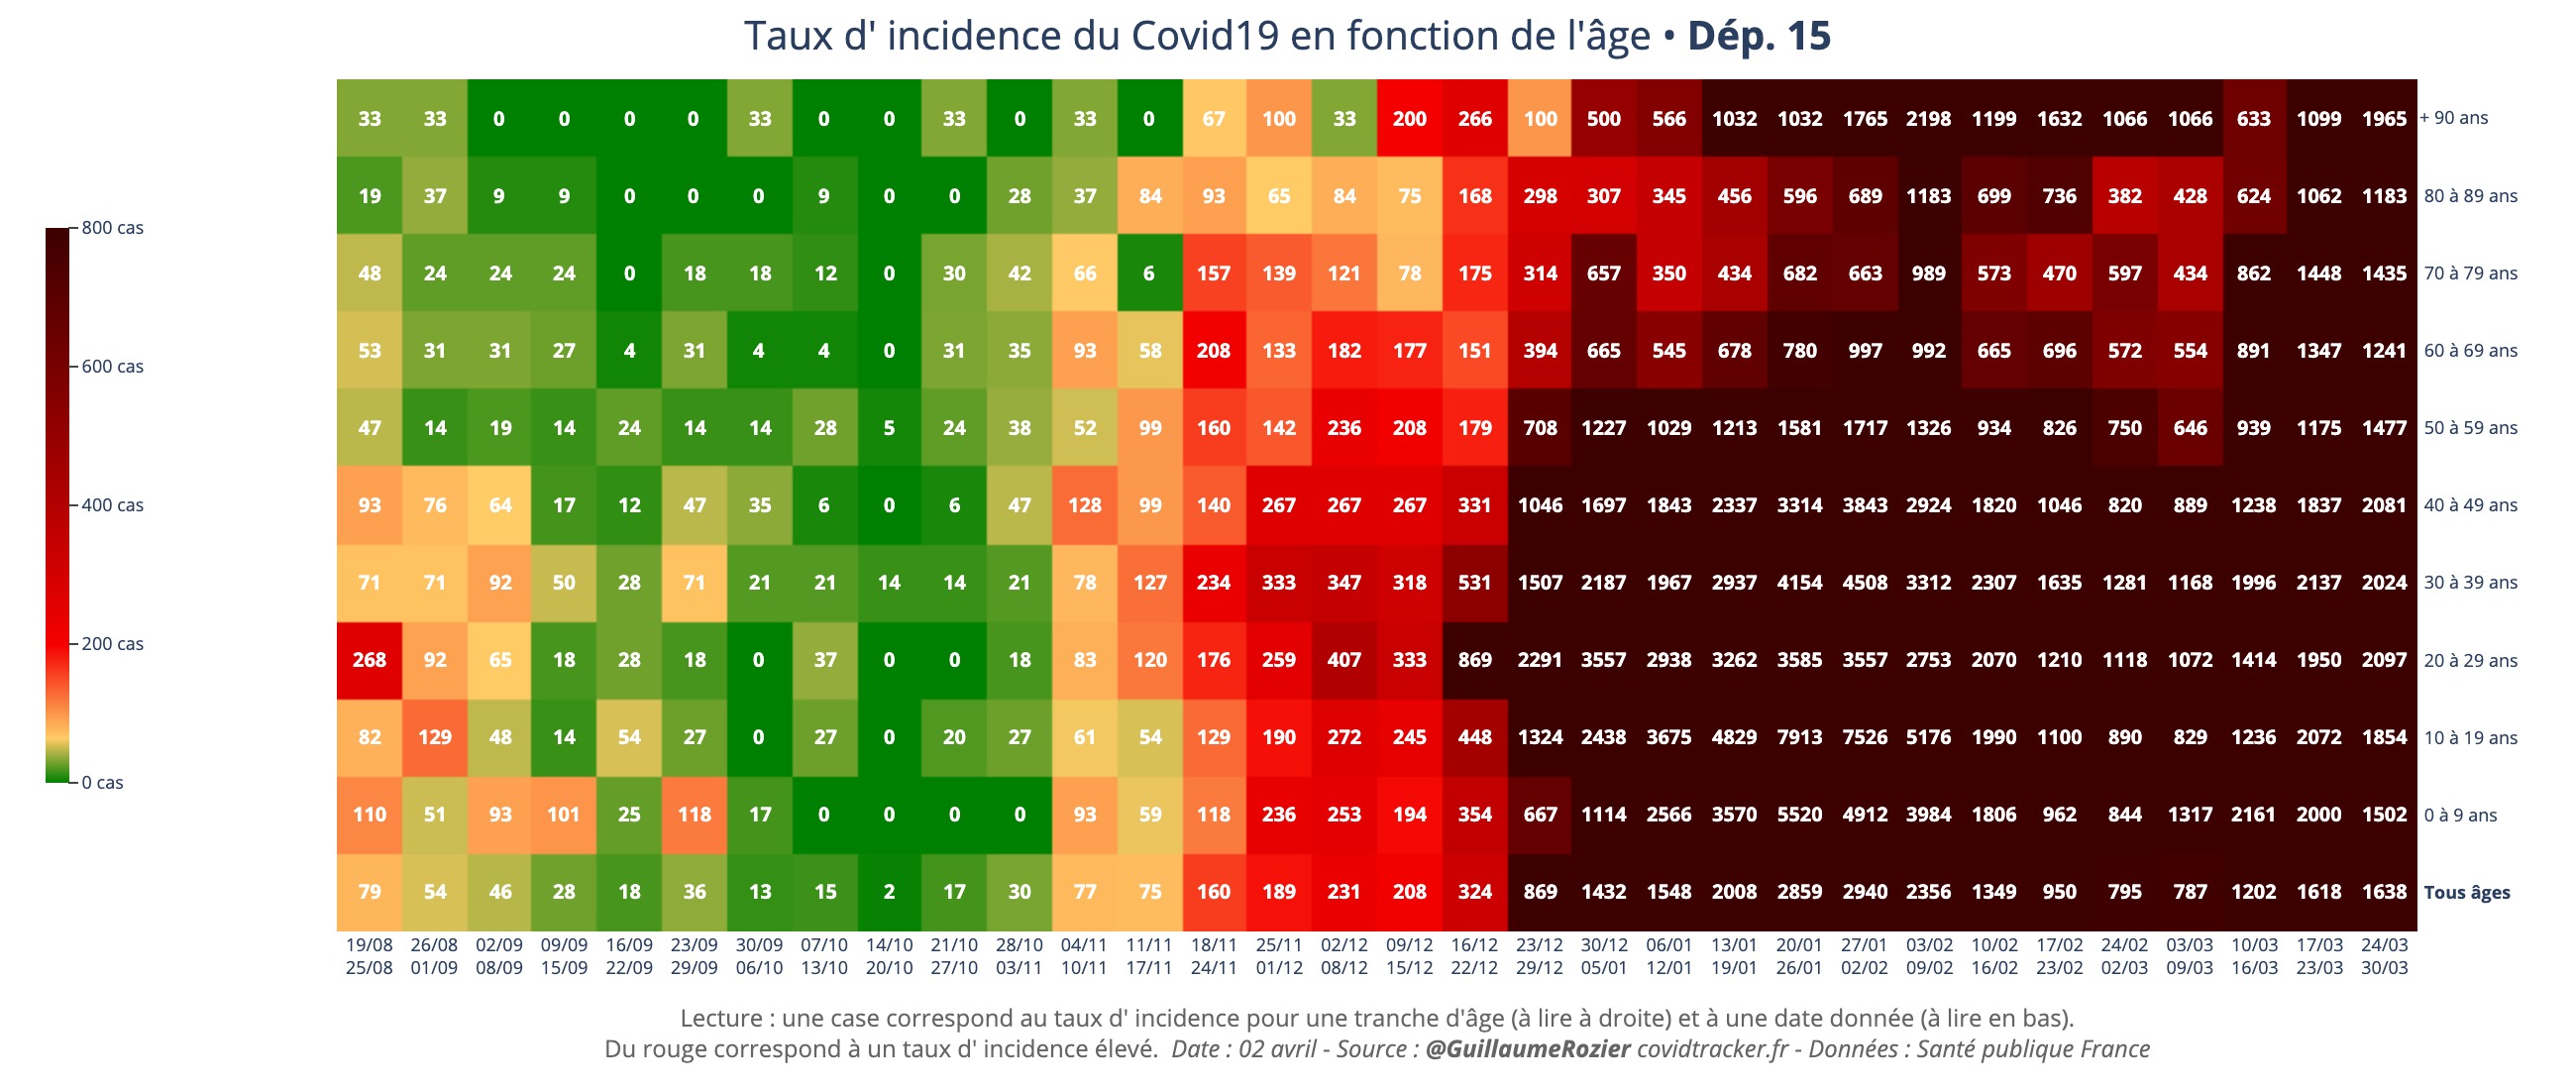 Taux d' incidence du Covid19 en fonction de l'âge • Dép. 15
33 33 0 0 0 0 33 0 0 33 0 33 0 67 100 33 200 266 100 500 566 1032 1032 1765 2198 1199 1632 1066 1066 633 1099 1965 + 90 ans
19 37 9 9 0 0 0 9 0 0 28 37 84 93 65 84 75 168 298 307 345 456 596 689 1183 699 736 382 428 624 1062 1183 80 à 89 ans
800 cas
48 24 24 24 0 18 18 12 0 30 42 66 6 157 139 121 78 175 314 657 350 434 682 663 989 573 470 597 434 862 1448 1435 70 à 79 ans
53 31 31 27 4 31 4 4 0 31 35 93 58 208 133 182 177 151 394 665 545 678 780 997 992 665 696 572 554 891 1347 1241 60 à 69 ans
600 cas
47 14 19 14 24 14 14 28 5 24 38 52 99 160 142 236 208 179 708 1227 1029 1213 1581 1717 1326 934 826 750 646 939 1175 1477 50 à 59 ans
400 cas
93 76 64 17 12 47 35 6 0 6 47 128 99 140 267 267 267 331 1046 1697 1843 2337 3314 3843 2924 1820 1046 820 889 1238 1837 2081 40 à 49 ans
71 71 92 50 28 71 21 21 14 14 21 78 127 234 333 347 318 531 1507 2187 1967 2937 4154 4508 3312 2307 1635 1281 1168 1996 2137 2024 30 à 39 ans
200 cas
268 92 65 18 28 18 0 37 0 0 18 83 120 176 259 407 333 869 2291 3557 2938 3262 3585 3557 2753 2070 1210 1118 1072 1414 1950 2097 20 à 29 ans
82 129 48 14 54 27 0 27 0 20 27 61 54 129 190 272 245 448 1324 2438 3675 4829 7913 7526 5176 1990 1100 890 829 1236 2072 1854 10 à 19 ans
0 cas
110 51 93 101 25 118 17 0 0 0 0 93 59 118 236 253 194 354 667 1114 2566 3570 5520 4912 3984 1806 962 844 1317 2161 2000 1502 0 à 9 ans
79 54 46 28 18 36 13 15 2 17 30 77 75 160 189 231 208 324 869 1432 1548 2008 2859 2940 2356 1349 950 795 787 1202 1618 1638 Tous âges
19/08 26/08 02/09 09/09 16/09 23/09 30/09 07/10 14/10 21/10 28/10 04/11 11/11 18/11 25/11 02/12 09/12 16/12 23/12 30/12 06/01 13/01 20/01 27/01 03/02 10/02 17/02 24/02 03/03 10/03 17/03 24/03
25/08 01/09 08/09 15/09 22/09 29/09 06/10 13/10 20/10 27/10 03/11 10/11 17/11 24/11 01/12 08/12 15/12 22/12 29/12 05/01 12/01 19/01 26/01 02/02 09/02 16/02 23/02 02/03 09/03 16/03 23/03 30/03
Lecture : une case correspond au taux d' incidence pour une tranche d'âge (à lire à droite) et à une date donnée (à lire en bas).
Du rouge correspond à un taux d' incidence élevé. Date : 02 avril - Source : @GuillaumeRozier covidtracker.fr - Données : Santé publique France